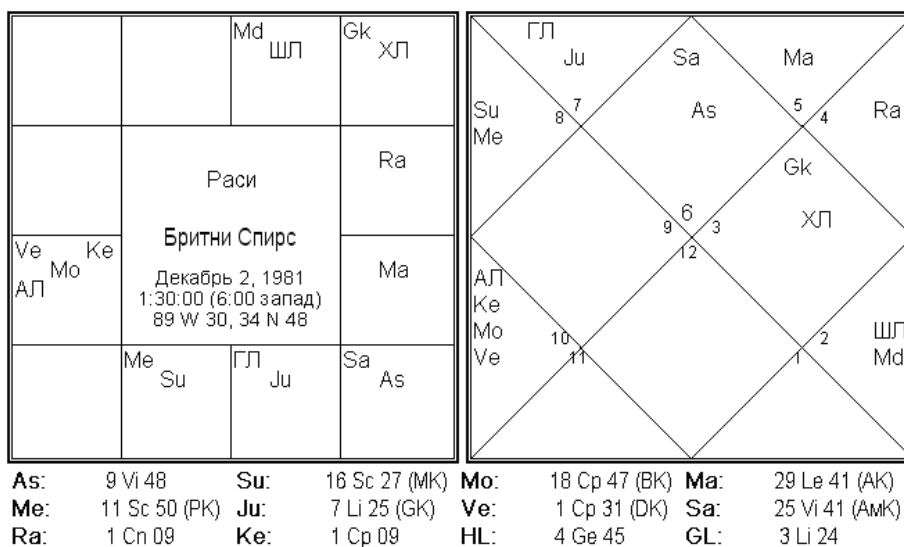 Md
ШЛ
Gk
ХЛ
Ra
Ve Ke
Mo
АЛ
Ma
Me
Su
ГЛ
Ju
Sa
As
Раси
Бритни Спирс
Декабрь 2, 1981
1:30:00 (6:00 запад)
89 W 30, 34 N 48
ГЛ
Ju
Sa
Ma
Su
Me
8 7
As
5 4
Ra
Gk
ХЛ
6
9 3
12
АЛ
Ke
Mo
Ve
10
11
2
1
ШЛ
Md
As: 9 Vi 48 Su: 16 Sc 27 (MK) Mo: 18 Cp 47 (BK) Ma: 29 Le 41 (AK)
Me: 11 Sc 50 (PK) Ju: 7 Li 25 (GK) Ve: 1 Cp 31 (DK) Sa: 25 Vi 41 (АмK)
Ra: 1 Cn 09 Ke: 1 Cp 09 HL: 4 Ge 45 GL: 3 Li 24